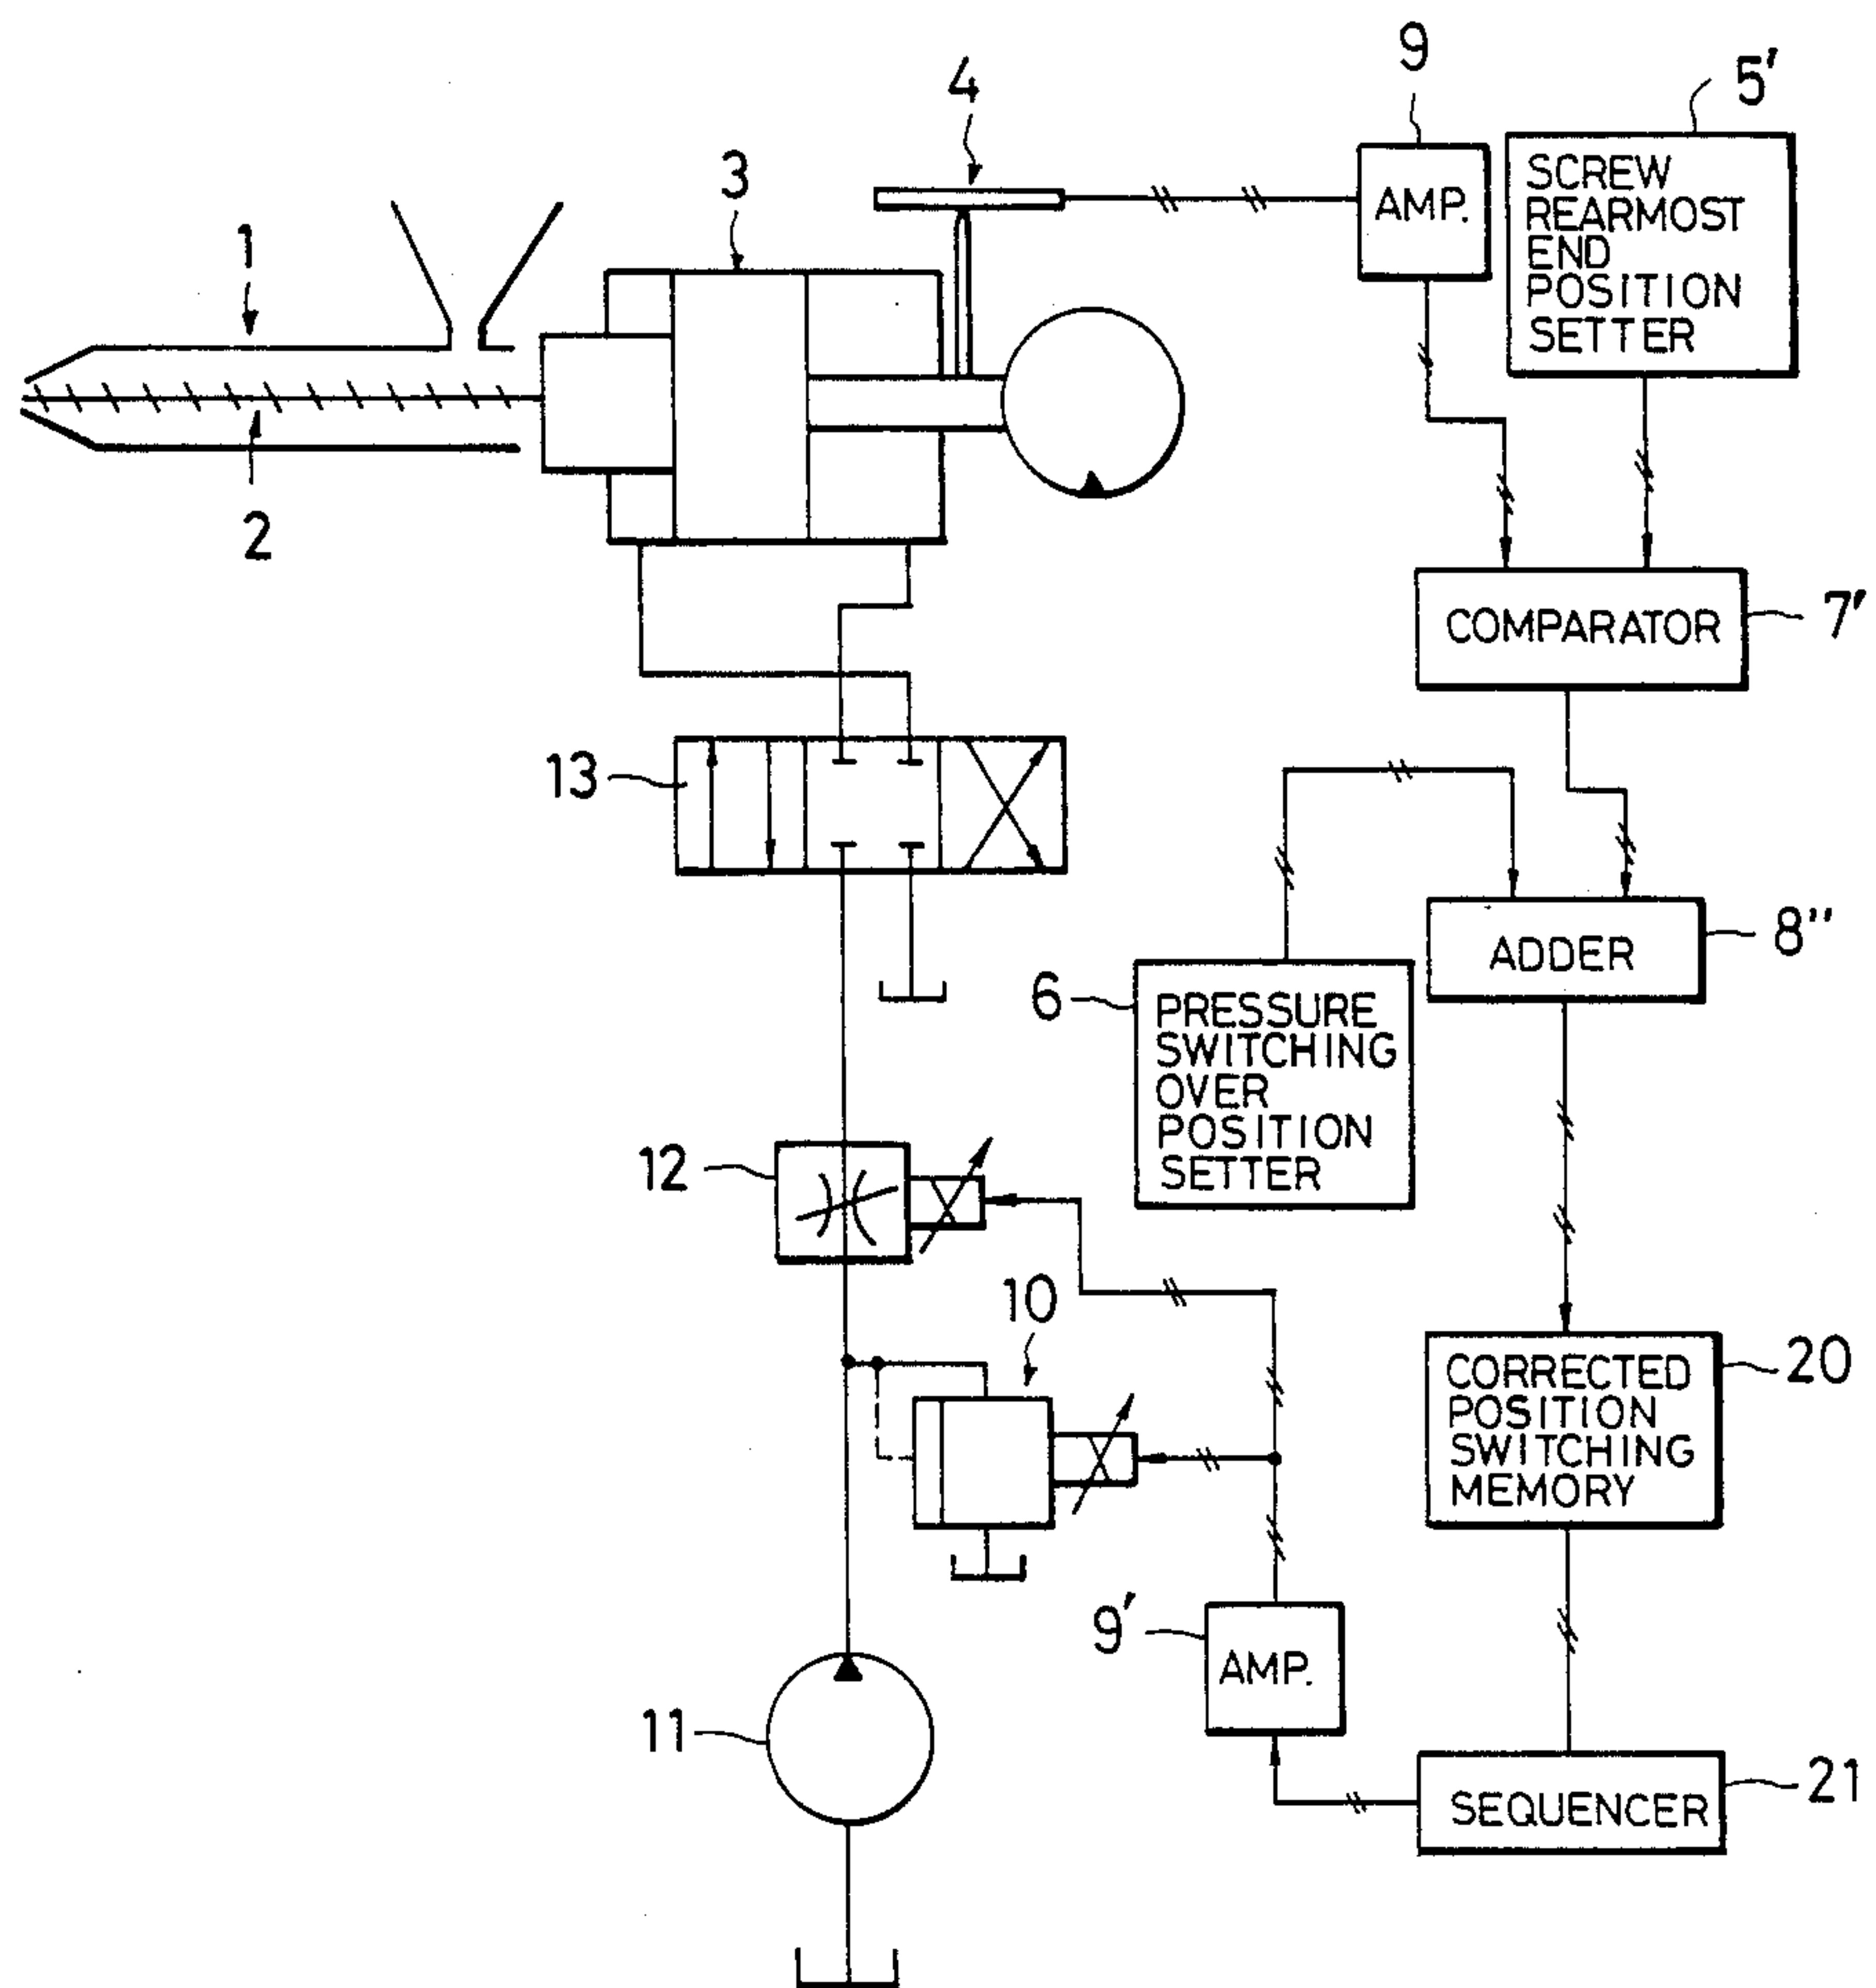 9
5'
4
AMP.
SCREW
REARMOST
END
POSITION
SETTER
3
1
2
COMPARATOR
7'
13
ADDER
8"
6
PRESSURE
SWITCHING
OVER
POSITION
SETTER
12
10
CORRECTED
POSITION
SWITCHING
MEMORY
20
9'
AMP.
11
SEQUENCER
21